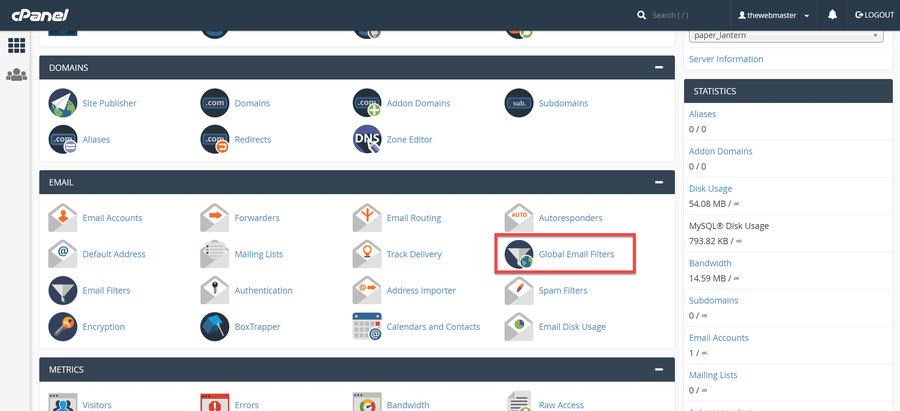 cPanel
Search ( / )
thewebmaster
LOGOUT
paper_lantern
Server Information
DOMAINS
Site Publisher
.com
Domains
.com
Addon Domains
sub.
Subdomains
.com
Aliases
.com
Redirects
DNS
Zone Editor
EMAIL
Email Accounts
Forwarders
Email Routing
AUTO
Autoresponders
@
Default Address
Mailing Lists
Track Delivery
Global Email Filters
Email Filters
Authentication
@
Address Importer
Spam Filters
Encryption
BoxTrapper
@
Calendars and Contacts
Email Disk Usage
METRICS
Visitors
Errors
Bandwidth
Raw Access
STATISTICS
Aliases
0 / 0
Addon Domains
0 / 0
Disk Usage
54.08 MB / ∞
MySQL® Disk Usage
793.82 KB / ∞
Bandwidth
14.59 MB / ∞
Subdomains
0 / ∞
Email Accounts
1 / ∞
Mailing Lists
0 / ∞
Autoresponders